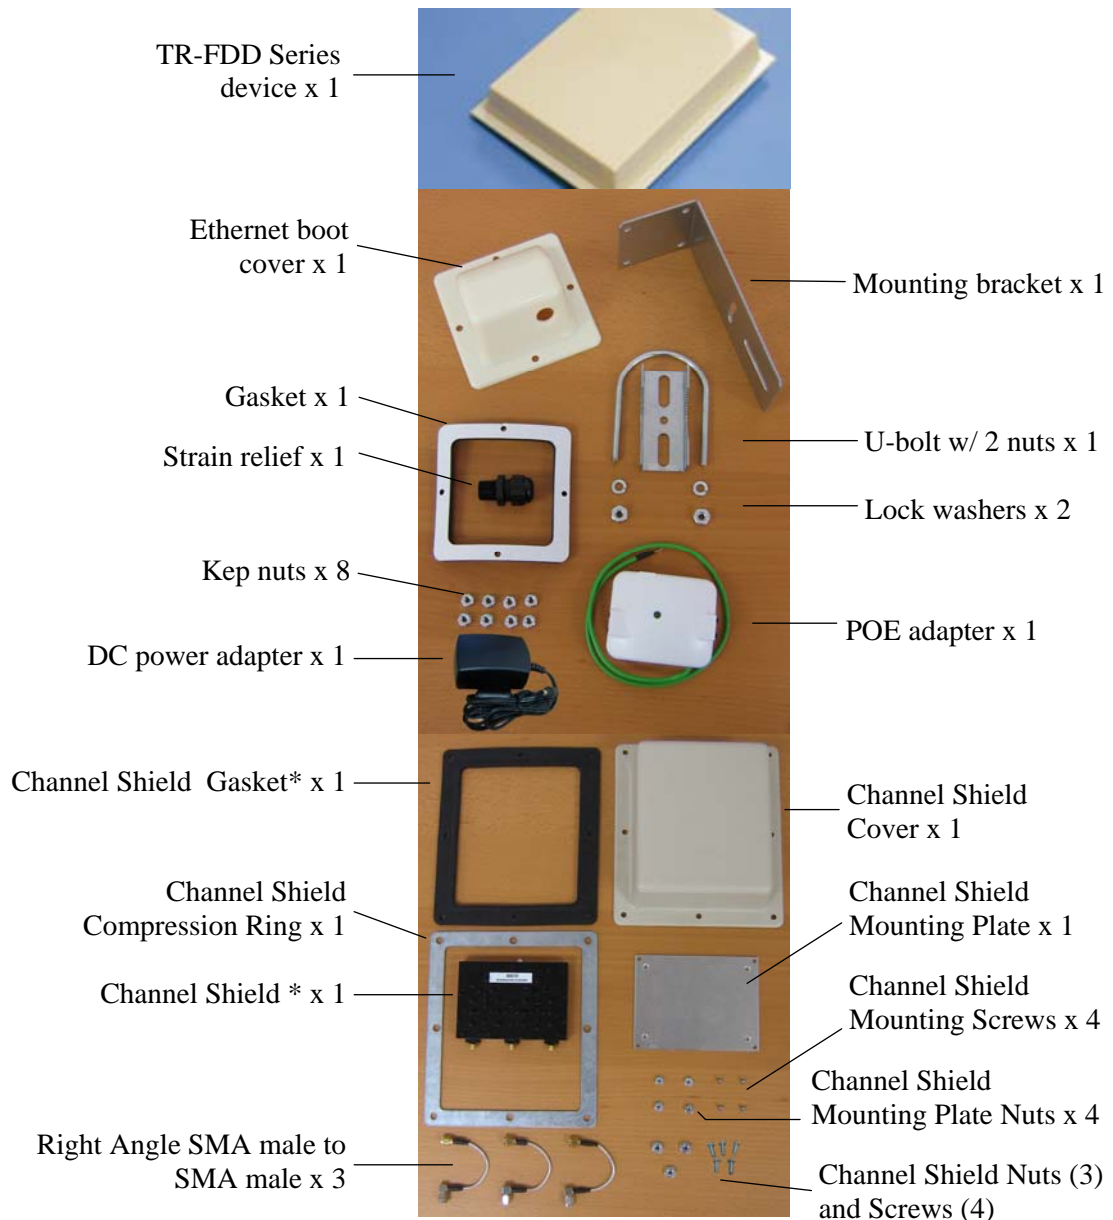 TR-FDD Series
device x 1
Ethernet boot
cover x 1
Mounting bracket x 1
Gasket x 1
Strain relief x 1
U-bolt w/ 2 nuts x 1
Lock washers x 2
Kep nuts x 8
POE adapter x 1
DC power adapter x 1
Channel Shield  Gasket* x 1
Channel Shield
Cover x 1
Channel Shield
Compression Ring x 1
Channel Shield
Mounting Plate x 1
Channel Shield * x 1
Channel Shield
Mounting Screws x 4
Channel Shield
Mounting Plate Nuts x 4
Right Angle SMA male to
SMA male x 3
Channel Shield Nuts (3)
and Screws (4)